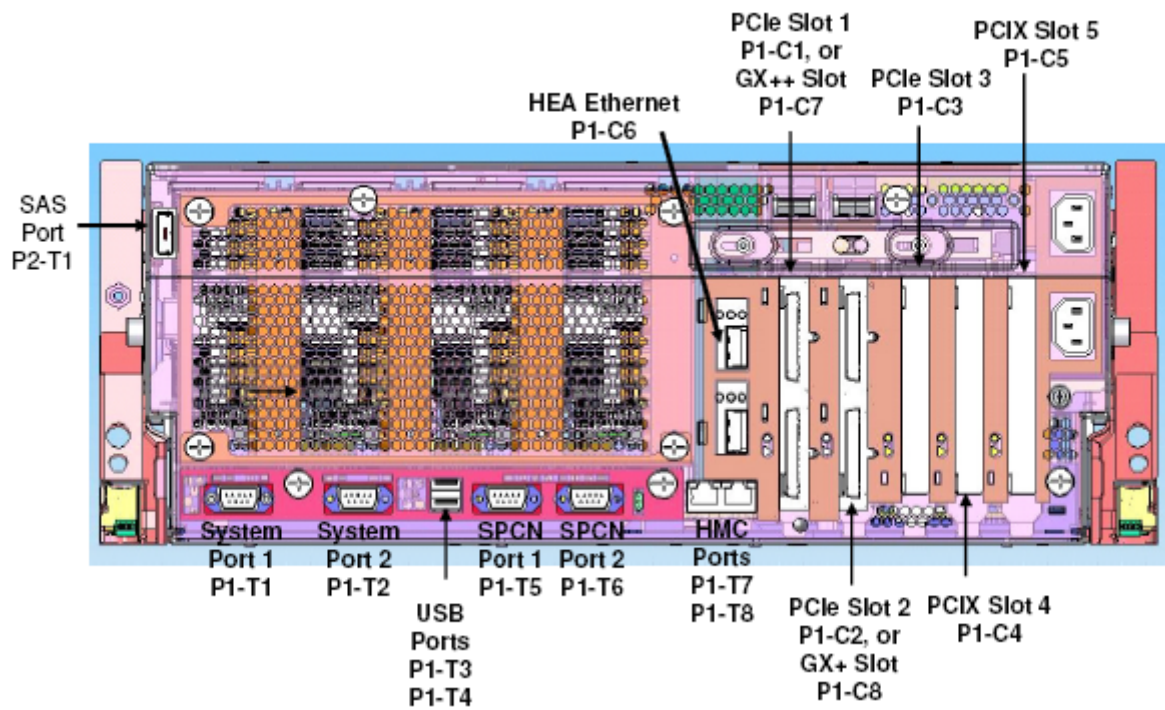 PCIe Slot 1
P1-C1, or
GX++ Slot
P1-C7
PCIX Slot 5
P1-C5
HEA Ethernet
P1-C6
PCIe Slot 3
P1-C3
SAS
Port
P2-T1
System
Port 1
P1-T1
System
Port 2
P1-T2
USB
Ports
P1-T3
P1-T4
SPCN
Port 1
P1-T5
SPCN
Port 2
P1-T6
HMC
Ports
P1-T7
P1-T8
PCIe Slot 2
P1-C2, or
GX+ Slot
P1-C8
PCIX Slot 4
P1-C4